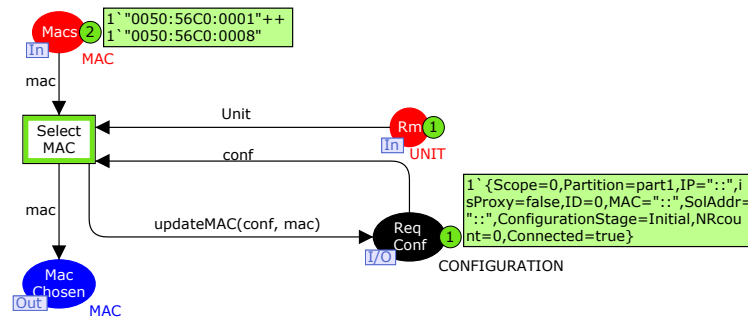 1`"0050:56C0:0001"++
1`"0050:56C0:0008"
Macs
2
In
MAC
mac
Select
MAC
Unit
Rm
1
In
UNIT
conf
mac
updateMAC(conf, mac)
Req
Conf
1
I/O
CONFIGURATION
1`{Scope=0,Partition=part1,IP="::",i
sProxy=false,ID=0,MAC="::",SolAddr=
"::",ConfigurationStage=Initial,NRcou
nt=0,Connected=true}
Mac
Chosen
Out
MAC